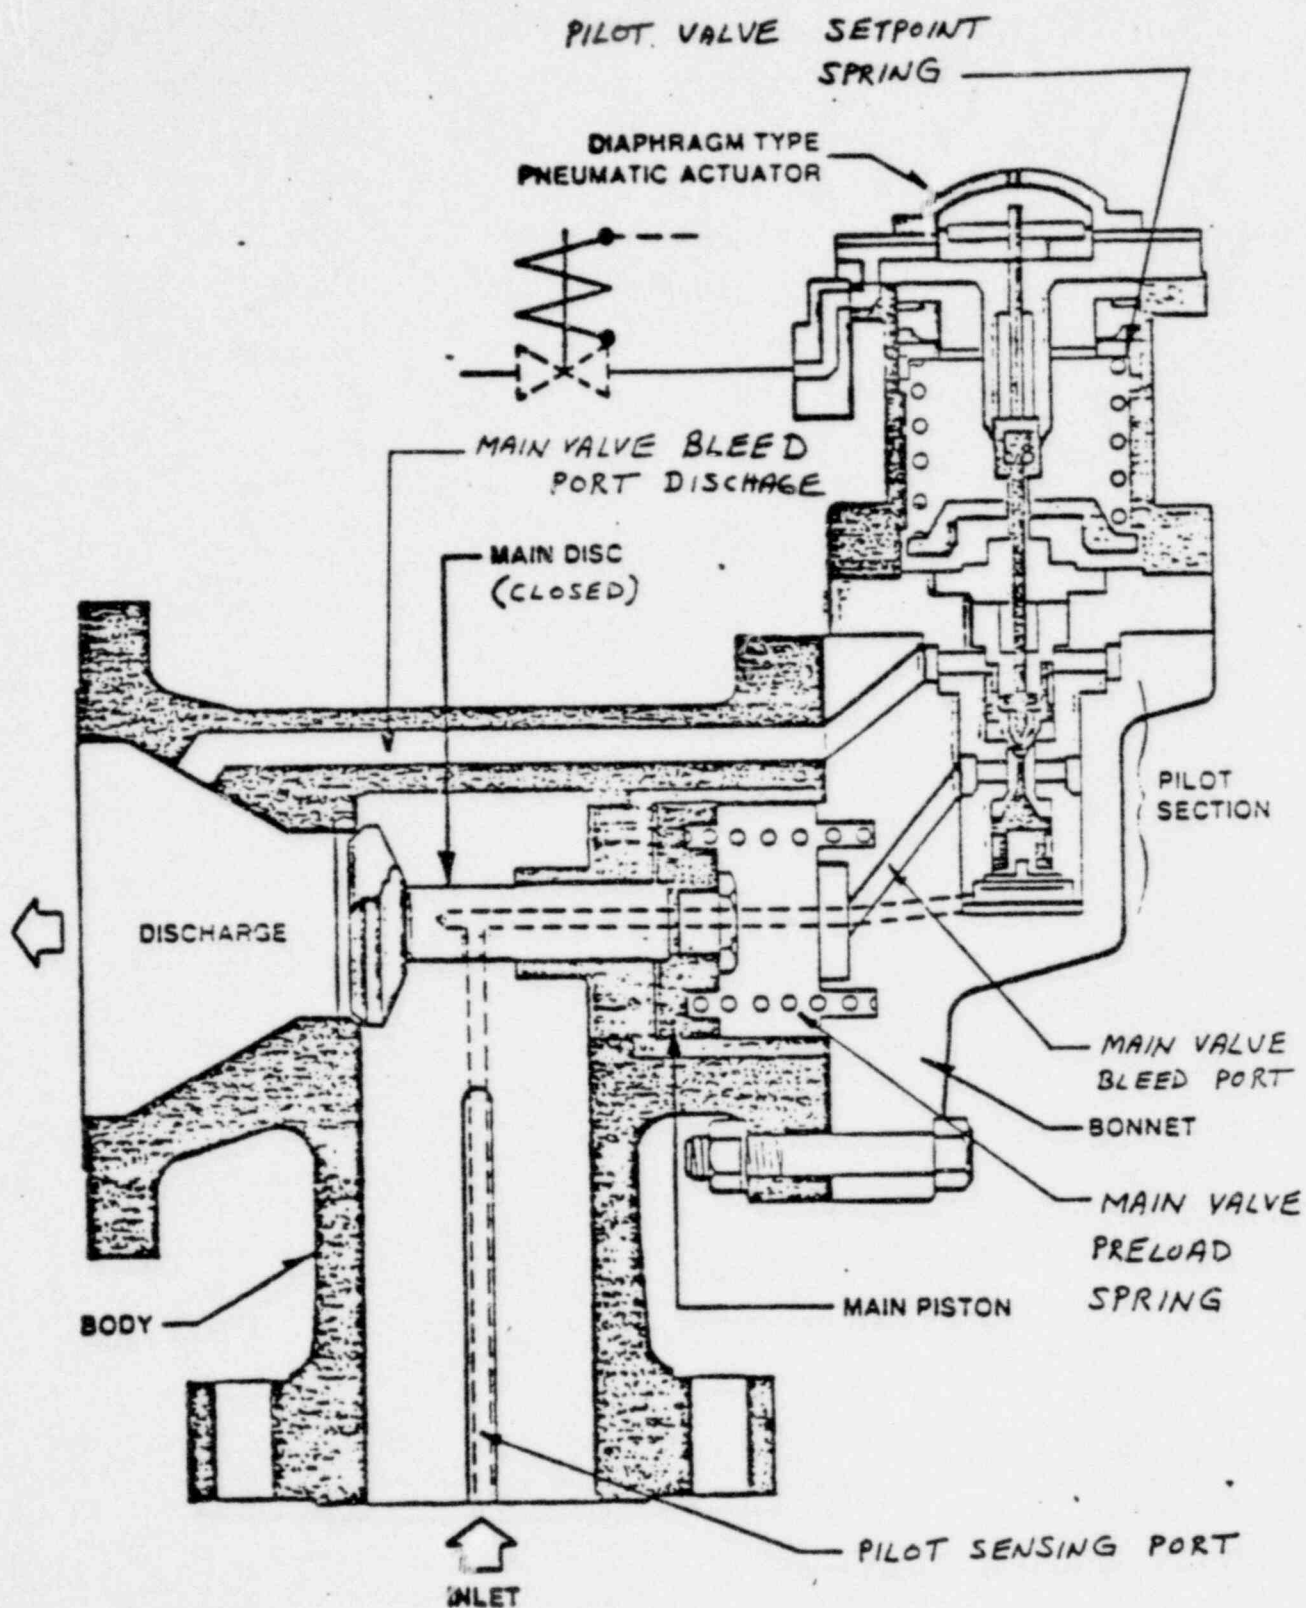 PILOT VALVE SETPOINT
SPRING
DIAPHRAGM TYPE
PNEUMATIC ACTUATOR
MAIN VALVE BLEED
PORT DISCHAGE
MAIN DISC
(CLOSED)
PILOT
SECTION
DISCHARGE
MAIN VALVE
BLEED PORT
BONNET
MAIN VALVE
PRELOAD
SPRING
MAIN PISTON
BODY
PILOT SENSING PORT
INLET